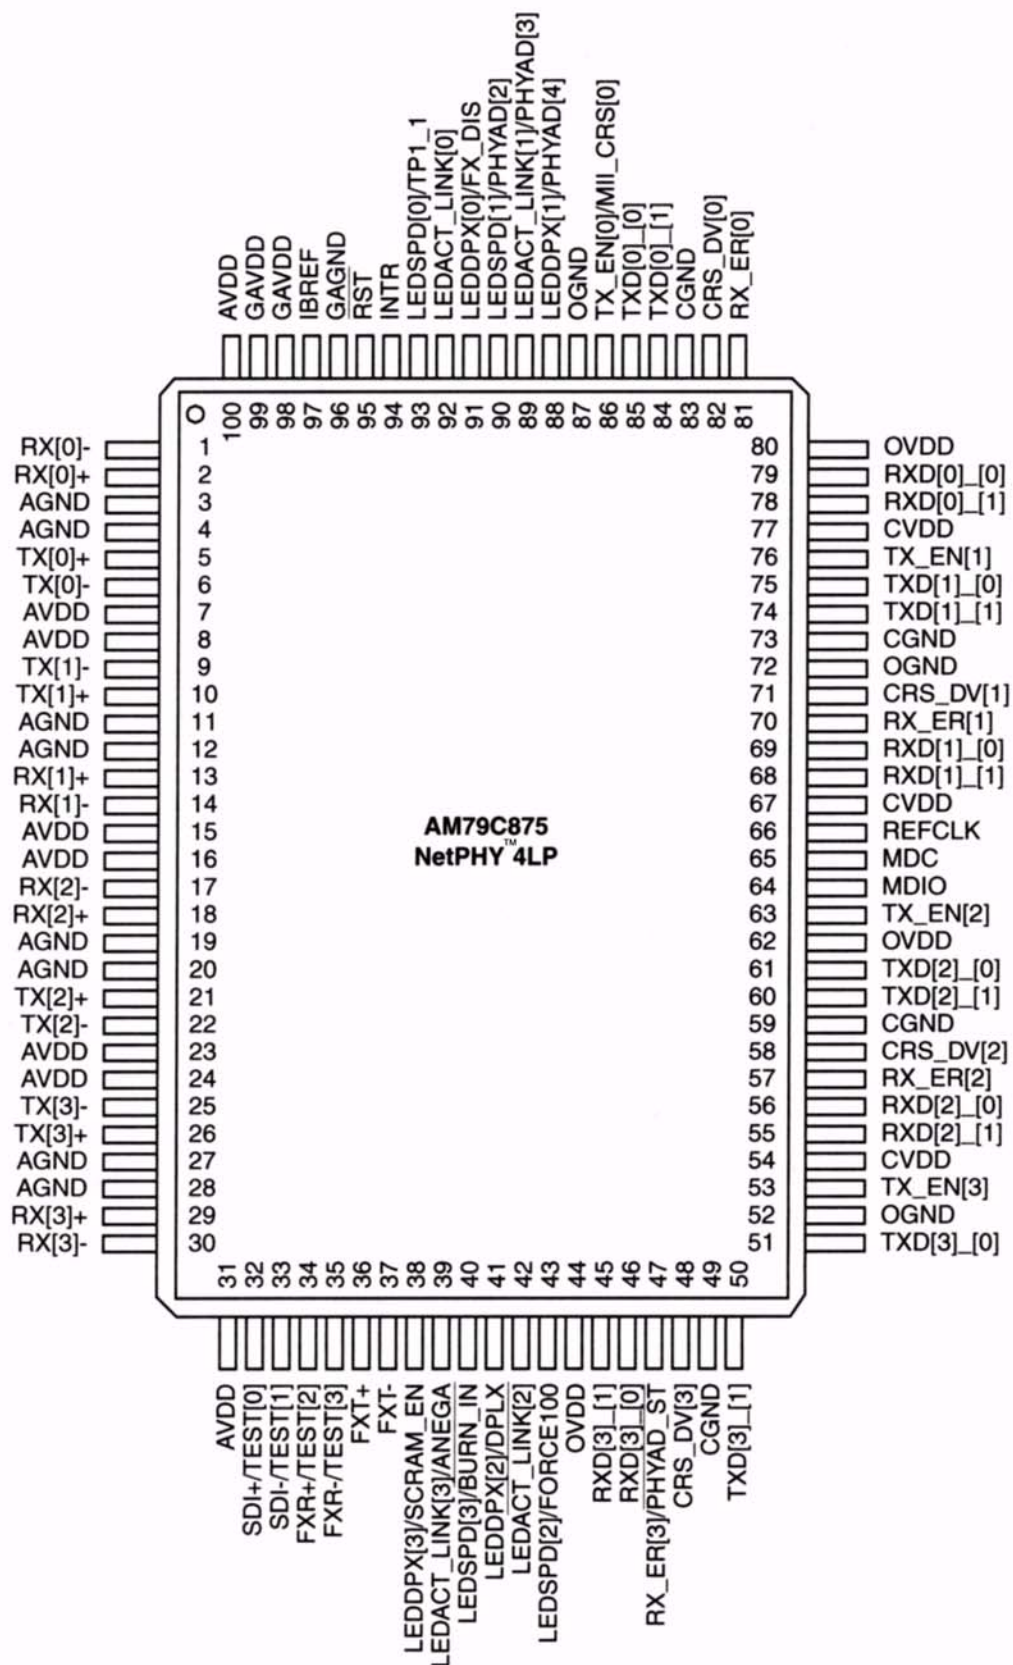 AVDD
GAVDD
GAVDD
IBREF
GAGND
RST
INTR
LEDSPD[0]/TP1_1
LEDACT_LINK[0]
LEDDPX[0]/FX_DIS
LEDSPD[1]/PHYAD[2]
LEDACT_LINK[1]/PHYAD[3]
LEDDPX[1]/PHYAD[4]
OGND
TX_EN[0]/MII_CRS[0]
TXD[0]_[0]
TXD[0]_[1]
CGND
CRS_DV[0]
RX_ER[0]
100
99
98
97
96
95
94
93
92
91
90
89
88
87
86
85
84
83
82
81
RX[0]- 1 80 OVDD
RX[0]+ 2 79 RXD[0]_[0]
AGND 3 78 RXD[0]_[1]
AGND 4 77 CVDD
TX[0]+ 5 76 TX_EN[1]
TX[0]- 6 75 TXD[1]_[0]
AVDD 7 74 TXD[1]_[1]
AVDD 8 73 CGND
TX[1]- 9 72 OGND
TX[1]+ 10 71 CRS_DV[1]
AGND 11 70 RX_ER[1]
AGND 12 69 RXD[1]_[0]
RX[1]+ 13 68 RXD[1]_[1]
RX[1]- 14 67 CVDD
AVDD 15 66 REFCLK
AVDD 16 65 MDC
RX[2]- 17 64 MDIO
RX[2]+ 18 63 TX_EN[2]
AGND 19 62 OVDD
AGND 20 61 TXD[2]_[0]
TX[2]+ 21 60 TXD[2]_[1]
TX[2]- 22 59 CGND
AVDD 23 58 CRS_DV[2]
AVDD 24 57 RX_ER[2]
TX[3]- 25 56 RXD[2]_[0]
TX[3]+ 26 55 RXD[2]_[1]
AGND 27 54 CVDD
AGND 28 53 TX_EN[3]
RX[3]+ 29 52 OGND
RX[3]- 30 51 TXD[3]_[0]
AM79C875
NetPHY™ 4LP
31
32
33
34
35
36
37
38
39
40
41
42
43
44
45
46
47
48
49
50
AVDD
SDI+/TEST[0]
SDI-/TEST[1]
FXR+/TEST[2]
FXR-/TEST[3]
FXT+
FXT-
LEDDPX[3]/SCRAM_EN
LEDACT_LINK[3]/ANEGA
LEDSPD[3]/BURN_IN
LEDDPX[2]/DPLX
LEDACT_LINK[2]
LEDSPD[2]/FORCE100
OVDD
RXD[3]_[1]
RXD[3]_[0]
RX_ER[3]/PHYAD_ST
CRS_DV[3]
CGND
TXD[3]_[1]